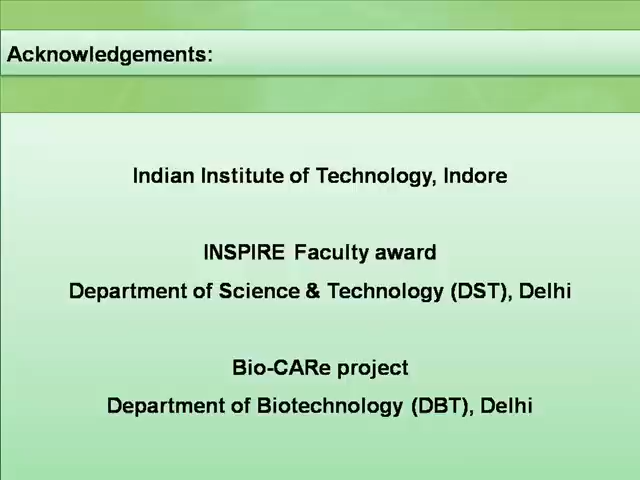 Acknowledgements:
Indian Institute of Technology, Indore
INSPIRE Faculty award
Department of Science & Technology (DST), Delhi
Bio-CARe project
Department of Biotechnology (DBT), Delhi